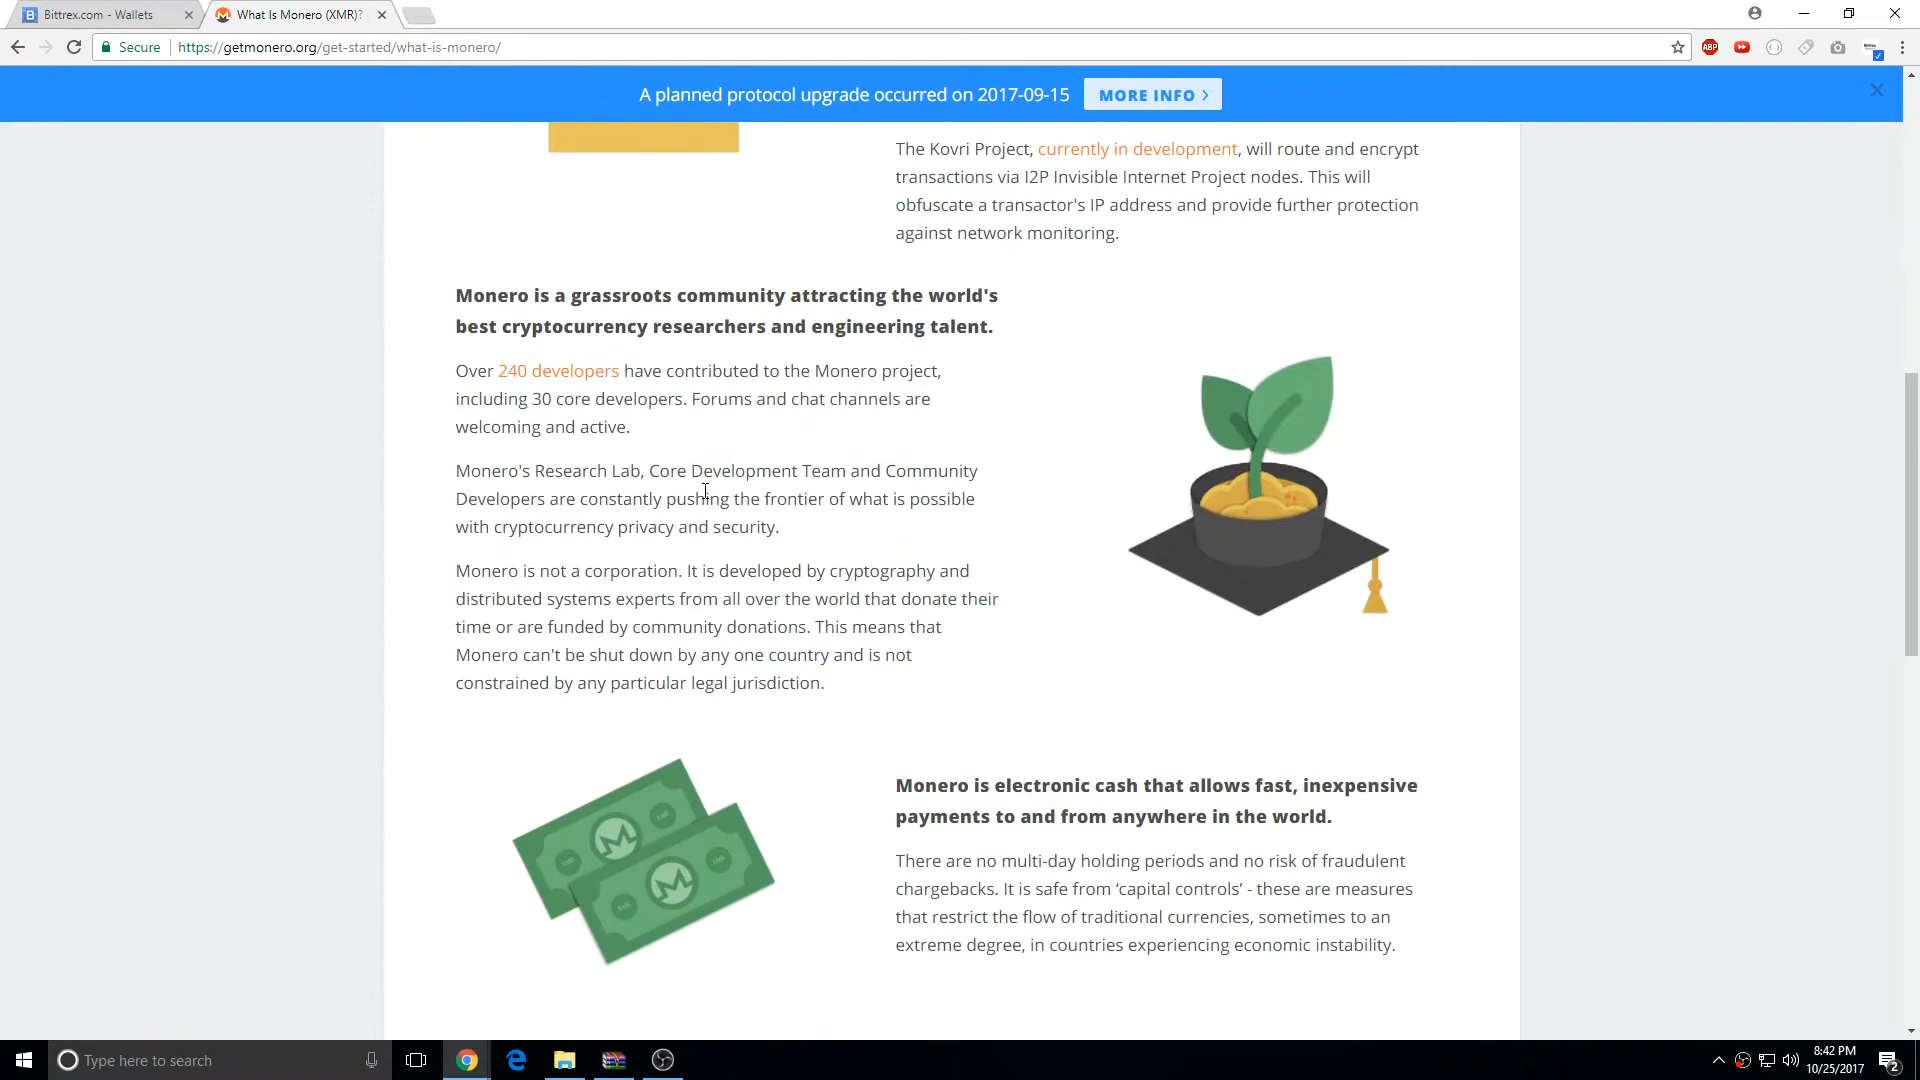 Bittrex.com - Wallets
What Is Monero (XMR)?
Secure
https://getmonero.org/get-started/what-is-monero/
ABP
A planned protocol upgrade occurred on 2017-09-15
MORE INFO >
The Kovri Project, currently in development, will route and encrypt
transactions via I2P Invisible Internet Project nodes. This will
obfuscate a transactor's IP address and provide further protection
against network monitoring.
Monero is a grassroots community attracting the world's
best cryptocurrency researchers and engineering talent.
Over 240 developers have contributed to the Monero project,
including 30 core developers. Forums and chat channels are
welcoming and active.
Monero's Research Lab, Core Development Team and Community
Developers are constantly pushing the frontier of what is possible
with cryptocurrency privacy and security.
Monero is not a corporation. It is developed by cryptography and
distributed systems experts from all over the world that donate their
time or are funded by community donations. This means that
Monero can't be shut down by any one country and is not
constrained by any particular legal jurisdiction.
Monero is electronic cash that allows fast, inexpensive
payments to and from anywhere in the world.
There are no multi-day holding periods and no risk of fraudulent
chargebacks. It is safe from ‘capital controls’ - these are measures
that restrict the flow of traditional currencies, sometimes to an
extreme degree, in countries experiencing economic instability.
Type here to search
8:42 PM
10/25/2017
2